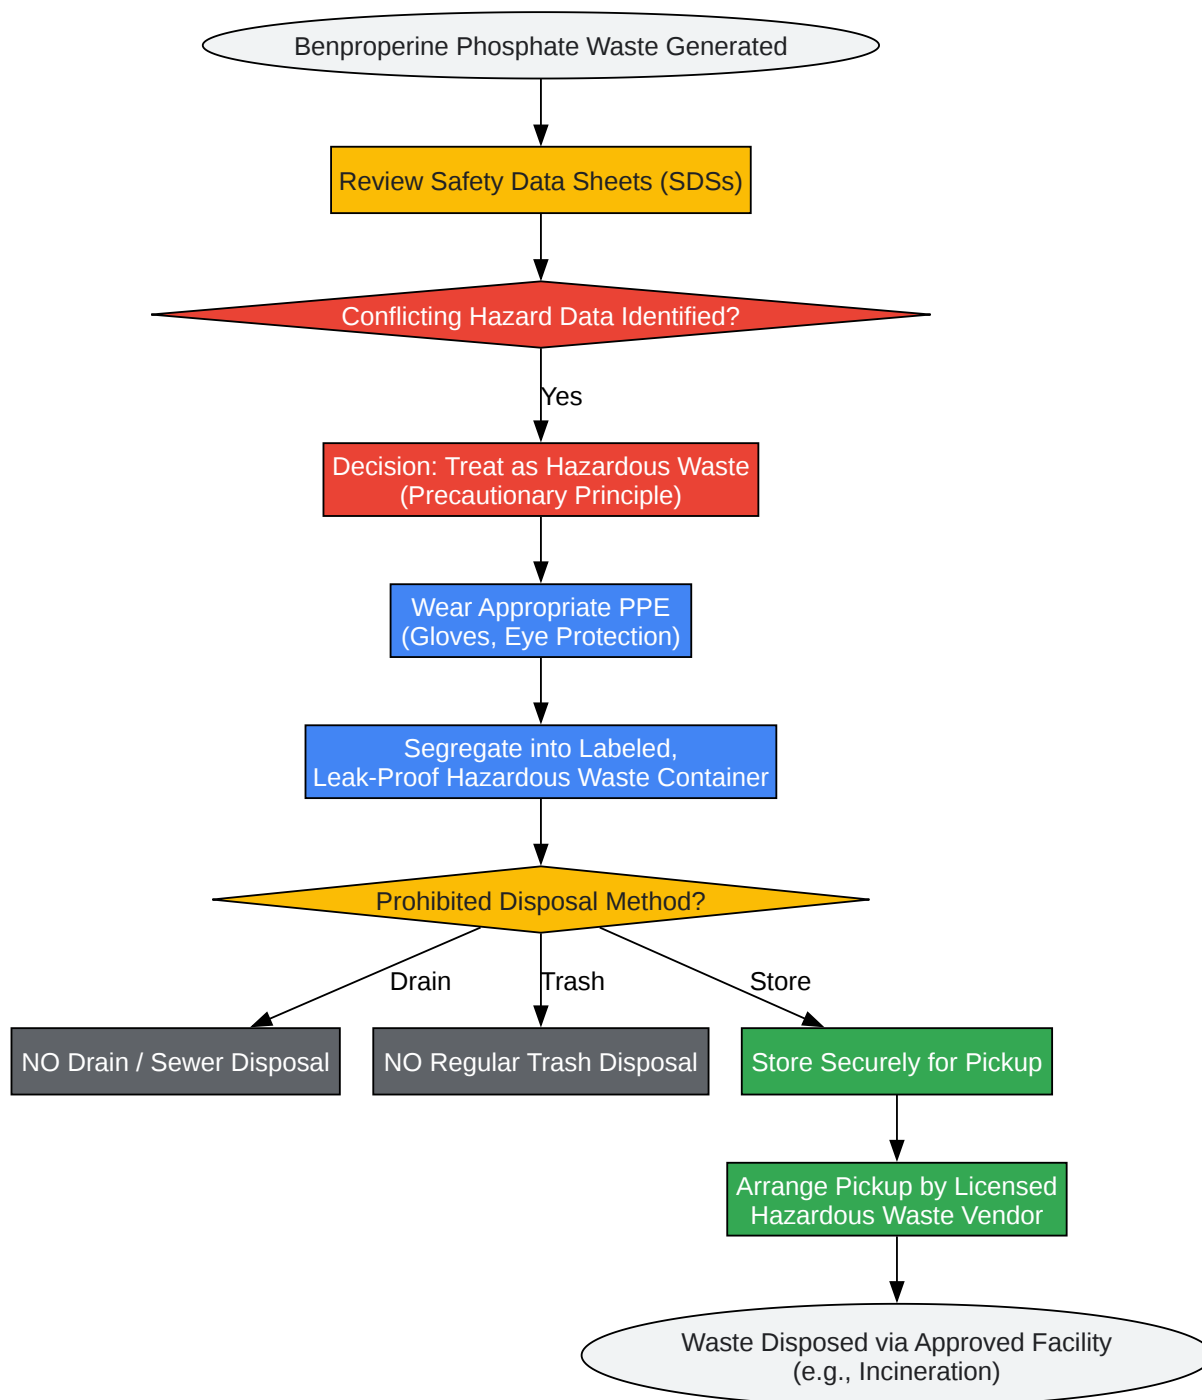 Benproperine Phosphate Waste Generated
Review Safety Data Sheets (SDSs)
Conflicting Hazard Data Identified?
Yes
Decision: Treat as Hazardous Waste
(Precautionary Principle)
Wear Appropriate PPE
(Gloves, Eye Protection)
Segregate into Labeled,
Leak-Proof Hazardous Waste Container
Prohibited Disposal Method?
Drain
Trash
Store
NO Drain / Sewer Disposal
NO Regular Trash Disposal
Store Securely for Pickup
Arrange Pickup by Licensed
Hazardous Waste Vendor
Waste Disposed via Approved Facility
(e.g., Incineration)